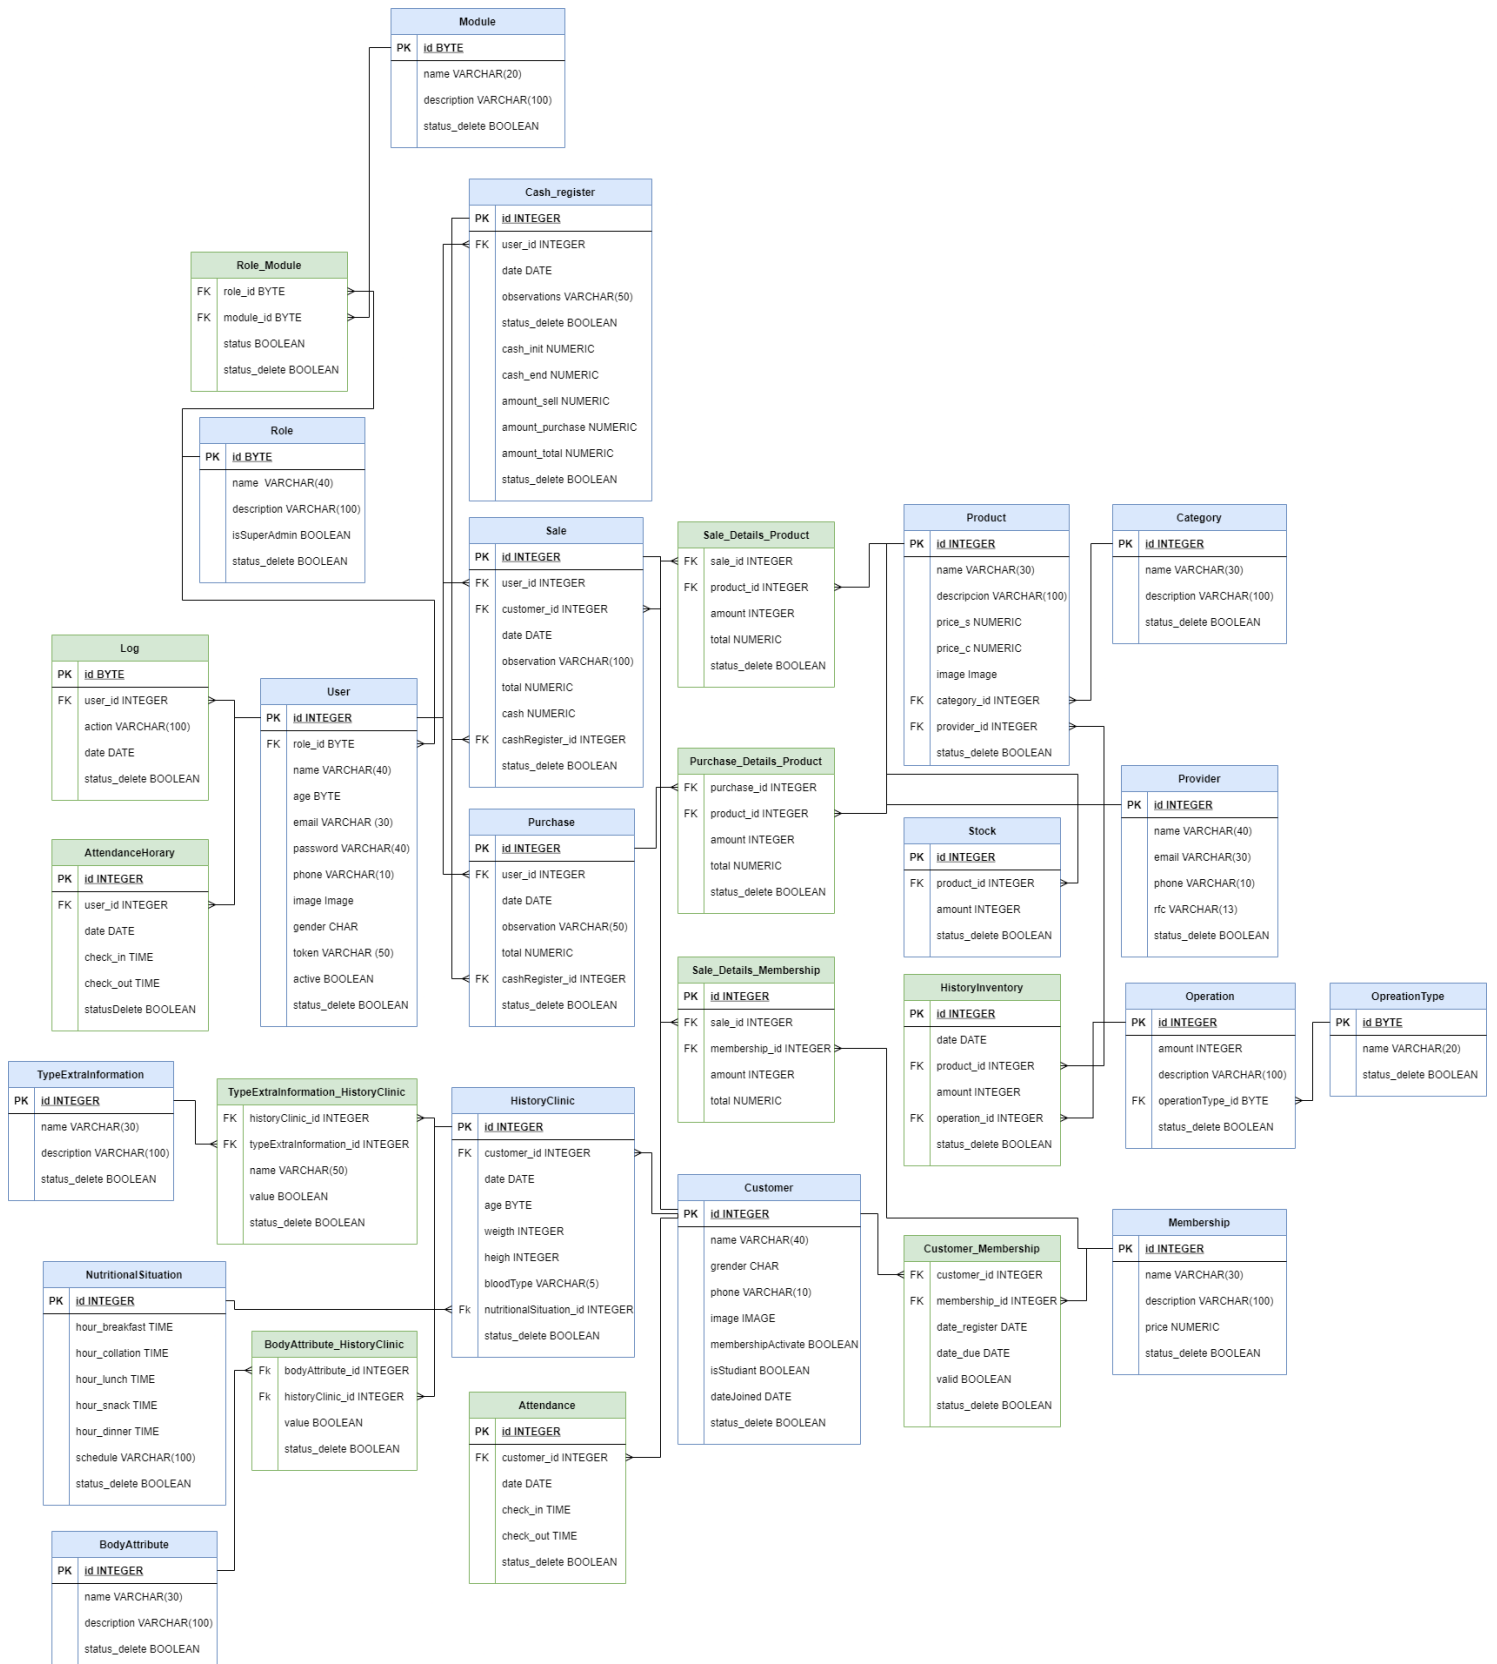 Module
PK id BYTE
name VARCHAR(20)
description VARCHAR(100)
status_delete BOOLEAN
Cash_register
PK id INTEGER
FK user_id INTEGER
date DATE
observations VARCHAR(50)
status_delete BOOLEAN
cash_init NUMERIC
cash_end NUMERIC
amount_sell NUMERIC
amount_purchase NUMERIC
amount_total NUMERIC
status_delete BOOLEAN
Role_Module
FK role_id BYTE
FK module_id BYTE
status BOOLEAN
status_delete BOOLEAN
Role
PK id BYTE
name VARCHAR(40)
description VARCHAR(100)
isSuperAdmin BOOLEAN
status_delete BOOLEAN
Sale
PK id INTEGER
FK user_id INTEGER
FK customer_id INTEGER
date DATE
observation VARCHAR(100)
total NUMERIC
cash NUMERIC
FK cashRegister_id INTEGER
status_delete BOOLEAN
Sale_Details_Product
FK sale_id INTEGER
FK product_id INTEGER
amount INTEGER
total NUMERIC
status_delete BOOLEAN
Product
PK id INTEGER
name VARCHAR(30)
descripcion VARCHAR(100)
price_s NUMERIC
price_c NUMERIC
image Image
FK category_id INTEGER
FK provider_id INTEGER
status_delete BOOLEAN
Category
PK id INTEGER
name VARCHAR(30)
description VARCHAR(100)
status_delete BOOLEAN
Log
PK id BYTE
FK user_id INTEGER
action VARCHAR(100)
date DATE
status_delete BOOLEAN
User
PK id INTEGER
FK role_id BYTE
name VARCHAR(40)
age BYTE
email VARCHAR (30)
password VARCHAR(40)
phone VARCHAR(10)
image Image
gender CHAR
token VARCHAR (50)
active BOOLEAN
status_delete BOOLEAN
Purchase_Details_Product
FK purchase_id INTEGER
FK product_id INTEGER
amount INTEGER
total NUMERIC
status_delete BOOLEAN
Provider
PK id INTEGER
name VARCHAR(40)
email VARCHAR(30)
phone VARCHAR(10)
rfc VARCHAR(13)
status_delete BOOLEAN
Purchase
PK id INTEGER
FK user_id INTEGER
date DATE
observation VARCHAR(50)
total NUMERIC
FK cashRegister_id INTEGER
status_delete BOOLEAN
Stock
PK id INTEGER
FK product_id INTEGER
amount INTEGER
status_delete BOOLEAN
AttendanceHorary
PK id INTEGER
FK user_id INTEGER
date DATE
check_in TIME
check_out TIME
statusDelete BOOLEAN
Sale_Details_Membership
PK id INTEGER
FK sale_id INTEGER
FK membership_id INTEGER
amount INTEGER
total NUMERIC
HistoryInventory
PK id INTEGER
date DATE
FK product_id INTEGER
amount INTEGER
FK operation_id INTEGER
status_delete BOOLEAN
Operation
PK id INTEGER
amount INTEGER
description VARCHAR(100)
FK operationType_id BYTE
status_delete BOOLEAN
OpreationType
PK id BYTE
name VARCHAR(20)
status_delete BOOLEAN
TypeExtraInformation
PK id INTEGER
name VARCHAR(30)
description VARCHAR(100)
status_delete BOOLEAN
TypeExtraInformation_HistoryClinic
FK historyClinic_id INTEGER
FK typeExtraInformation_id INTEGER
name VARCHAR(50)
value BOOLEAN
status_delete BOOLEAN
HistoryClinic
PK id INTEGER
FK customer_id INTEGER
date DATE
age BYTE
weigth INTEGER
heigh INTEGER
bloodType VARCHAR(5)
Fk nutritionalSituation_id INTEGER
status_delete BOOLEAN
Customer
PK id INTEGER
name VARCHAR(40)
grender CHAR
phone VARCHAR(10)
image IMAGE
membershipActivate BOOLEAN
isStudiant BOOLEAN
dateJoined DATE
status_delete BOOLEAN
Customer_Membership
FK customer_id INTEGER
FK membership_id INTEGER
date_register DATE
date_due DATE
valid BOOLEAN
status_delete BOOLEAN
Membership
PK id INTEGER
name VARCHAR(30)
description VARCHAR(100)
price NUMERIC
status_delete BOOLEAN
NutritionalSituation
PK id INTEGER
hour_breakfast TIME
hour_collation TIME
hour_lunch TIME
hour_snack TIME
hour_dinner TIME
schedule VARCHAR(100)
status_delete BOOLEAN
BodyAttribute_HistoryClinic
Fk bodyAttribute_id INTEGER
Fk historyClinic_id INTEGER
value BOOLEAN
status_delete BOOLEAN
Attendance
PK id INTEGER
FK customer_id INTEGER
date DATE
check_in TIME
check_out TIME
status_delete BOOLEAN
BodyAttribute
PK id INTEGER
name VARCHAR(30)
description VARCHAR(100)
status_delete BOOLEAN